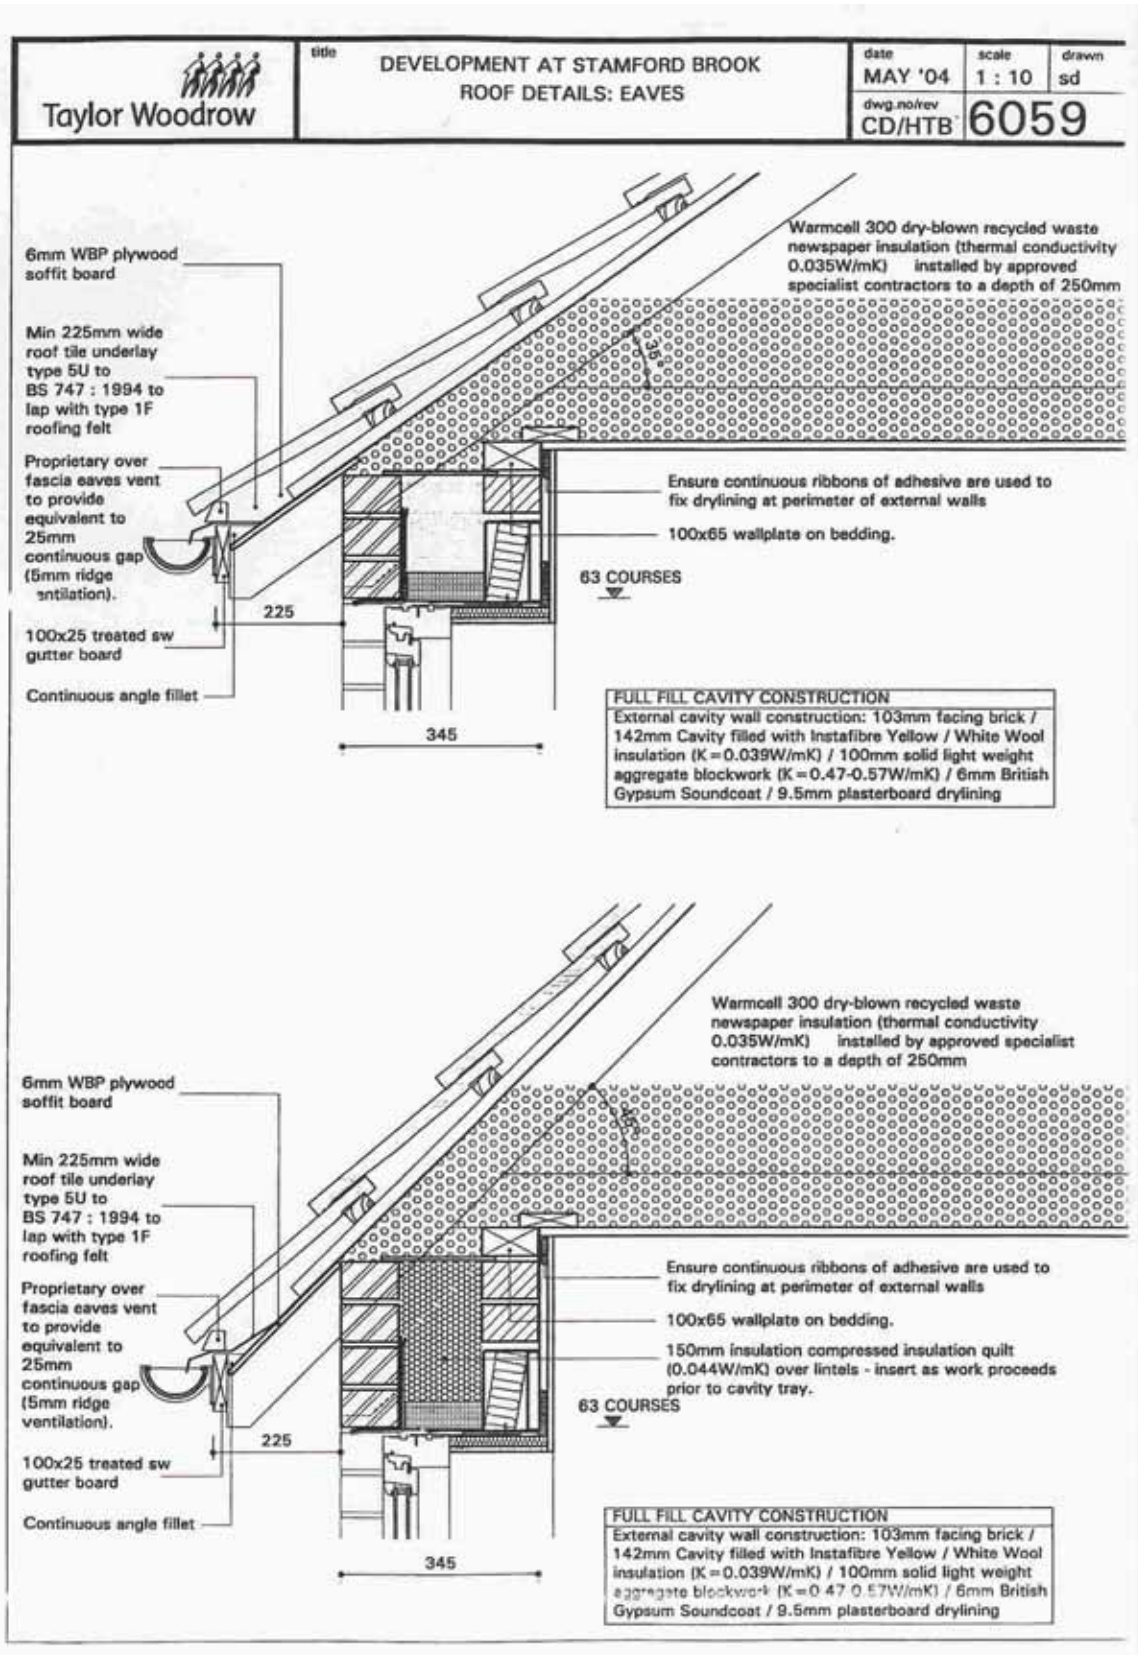 Taylor Woodrow
title
DEVELOPMENT AT STAMFORD BROOK
ROOF DETAILS: EAVES
date
MAY '04
scale
1 : 10
drawn
sd
dwg.no/rev
CD/HTB
6059
6mm WBP plywood
soffit board
Min 225mm wide
roof tile underlay
type 5U to
BS 747 : 1994 to
lap with type 1F
roofing felt
Proprietary over
fascia eaves vent
to provide
equivalent to
25mm
continuous gap
(5mm ridge
entilation).
100x25 treated sw
gutter board
Continuous angle fillet
225
345
35°
Warmcell 300 dry-blown recycled waste
newspaper insulation (thermal conductivity
0.035W/mK) installed by approved
specialist contractors to a depth of 250mm
Ensure continuous ribbons of adhesive are used to
fix drylining at perimeter of external walls
100x65 wallplate on bedding.
63 COURSES
FULL FILL CAVITY CONSTRUCTION
External cavity wall construction: 103mm facing brick /
142mm Cavity filled with Instafibre Yellow / White Wool
insulation (K=0.039W/mK) / 100mm solid light weight
aggregate blockwork (K=0.47-0.57W/mK) / 6mm British
Gypsum Soundcoat / 9.5mm plasterboard drylining
6mm WBP plywood
soffit board
Min 225mm wide
roof tile underlay
type 5U to
BS 747 : 1994 to
lap with type 1F
roofing felt
Proprietary over
fascia eaves vent
to provide
equivalent to
25mm
continuous gap
(5mm ridge
ventilation).
100x25 treated sw
gutter board
Continuous angle fillet
225
345
45°
Warmcell 300 dry-blown recycled waste
newspaper insulation (thermal conductivity
0.035W/mK) installed by approved specialist
contractors to a depth of 250mm
Ensure continuous ribbons of adhesive are used to
fix drylining at perimeter of external walls
100x65 wallplate on bedding.
150mm insulation compressed insulation quilt
(0.044W/mK) over lintels - insert as work proceeds
prior to cavity tray.
63 COURSES
FULL FILL CAVITY CONSTRUCTION
External cavity wall construction: 103mm facing brick /
142mm Cavity filled with Instafibre Yellow / White Wool
insulation (K=0.039W/mK) / 100mm solid light weight
aggregate blockwork (K=0.47 0.57W/mK) / 6mm British
Gypsum Soundcoat / 9.5mm plasterboard drylining